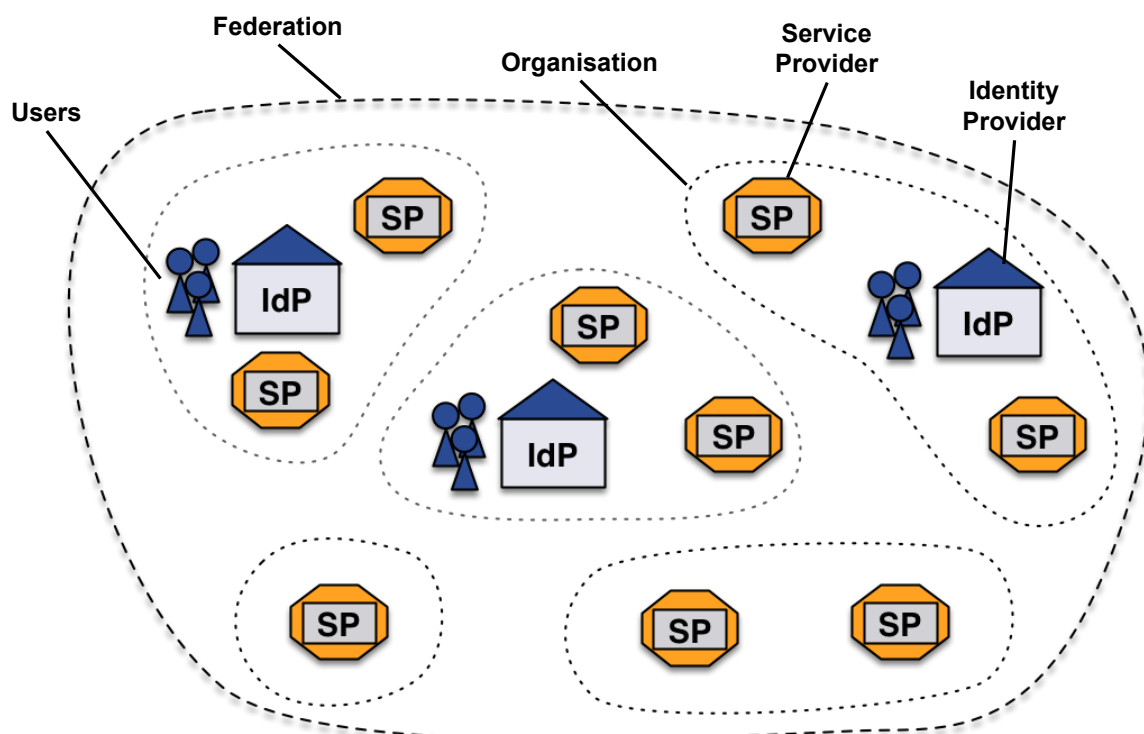 Federation
Service
Provider
Organisation
Identity
Provider
Users
SP
SP
IdP
IdP
SP
SP
SP
SP
IdP
SP
SP
SP